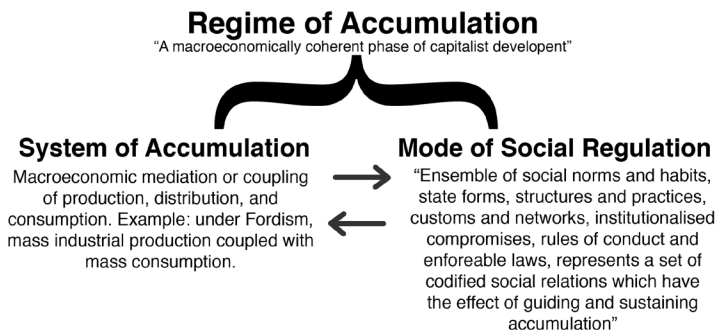 Regime of Accumulation
“A macroeconomically coherent phase of capitalist developent”
System of Accumulation
Macroeconomic mediation or coupling
of production, distribution, and
consumption. Example: under Fordism,
mass industrial production coupled with
mass consumption.
Mode of Social Regulation
“Ensemble of social norms and habits,
state forms, structures and practices,
customs and networks, institutionalised
compromises, rules of conduct and
enforeable laws, represents a set of
codified social relations which have
the effect of guiding and sustaining
accumulation”